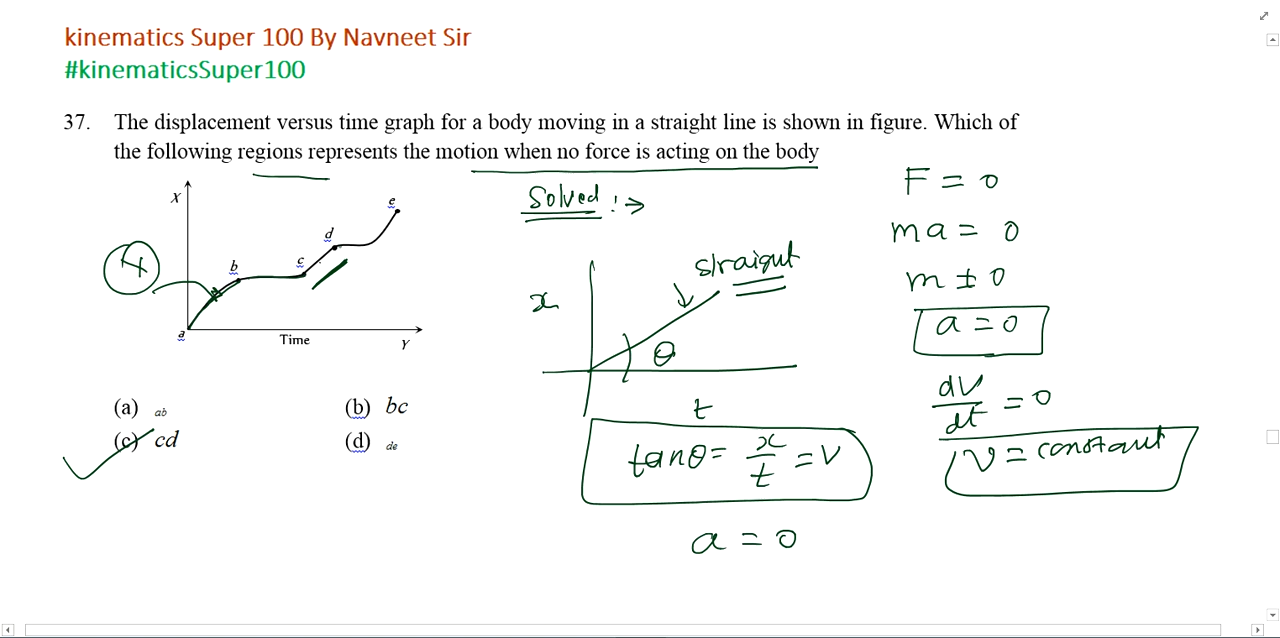 kinematics Super 100 By Navneet Sir
#kinematicsSuper100
37. The displacement versus time graph for a body moving in a straight line is shown in figure. Which of
the following regions represents the motion when no force is acting on the body
X
a
b
c
d
e
Time
Y
(a) ab
(b) bc
(c) cd
(d) de
Solved :→
straight
x
θ
t
tanθ = x/t = v
a = 0
F = 0
ma = 0
m ≠ 0
a = 0
dv/dt = 0
v = constant